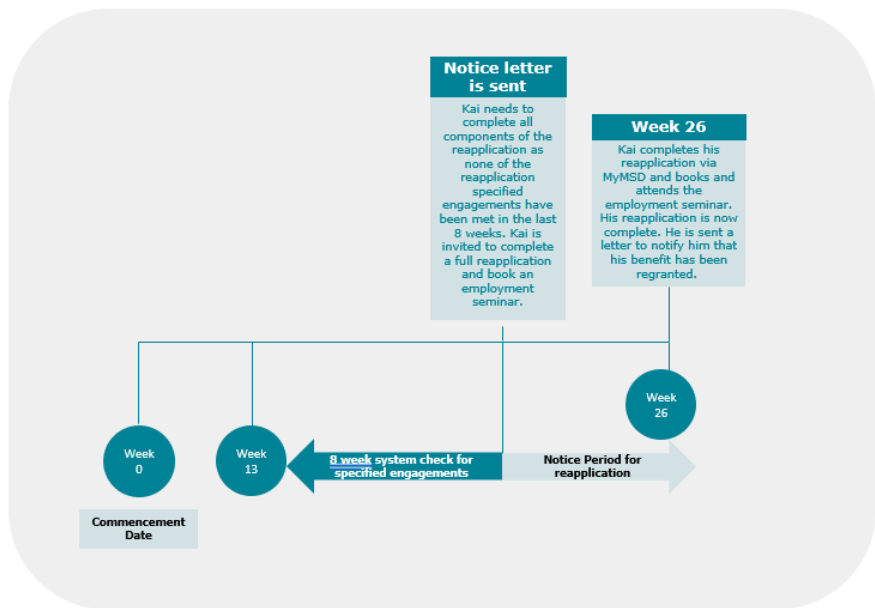 Notice letter
is sent
Kai needs to
complete all
components of the
reapplication as
none of the
reapplication
specified
engagements have
been met in the last
8 weeks. Kai is
invited to complete
a full reapplication
and book an
employment
seminar.
Week 26
Kai completes his
reapplication via
MyMSD and books and
attends the
employment seminar.
His reapplication is now
complete. He is sent a
letter to notify him that
his benefit has been
regranted.
Week
0
Week
13
8 week system check for
specified engagements
Notice Period for
reapplication
Week
26
Commencement
Date